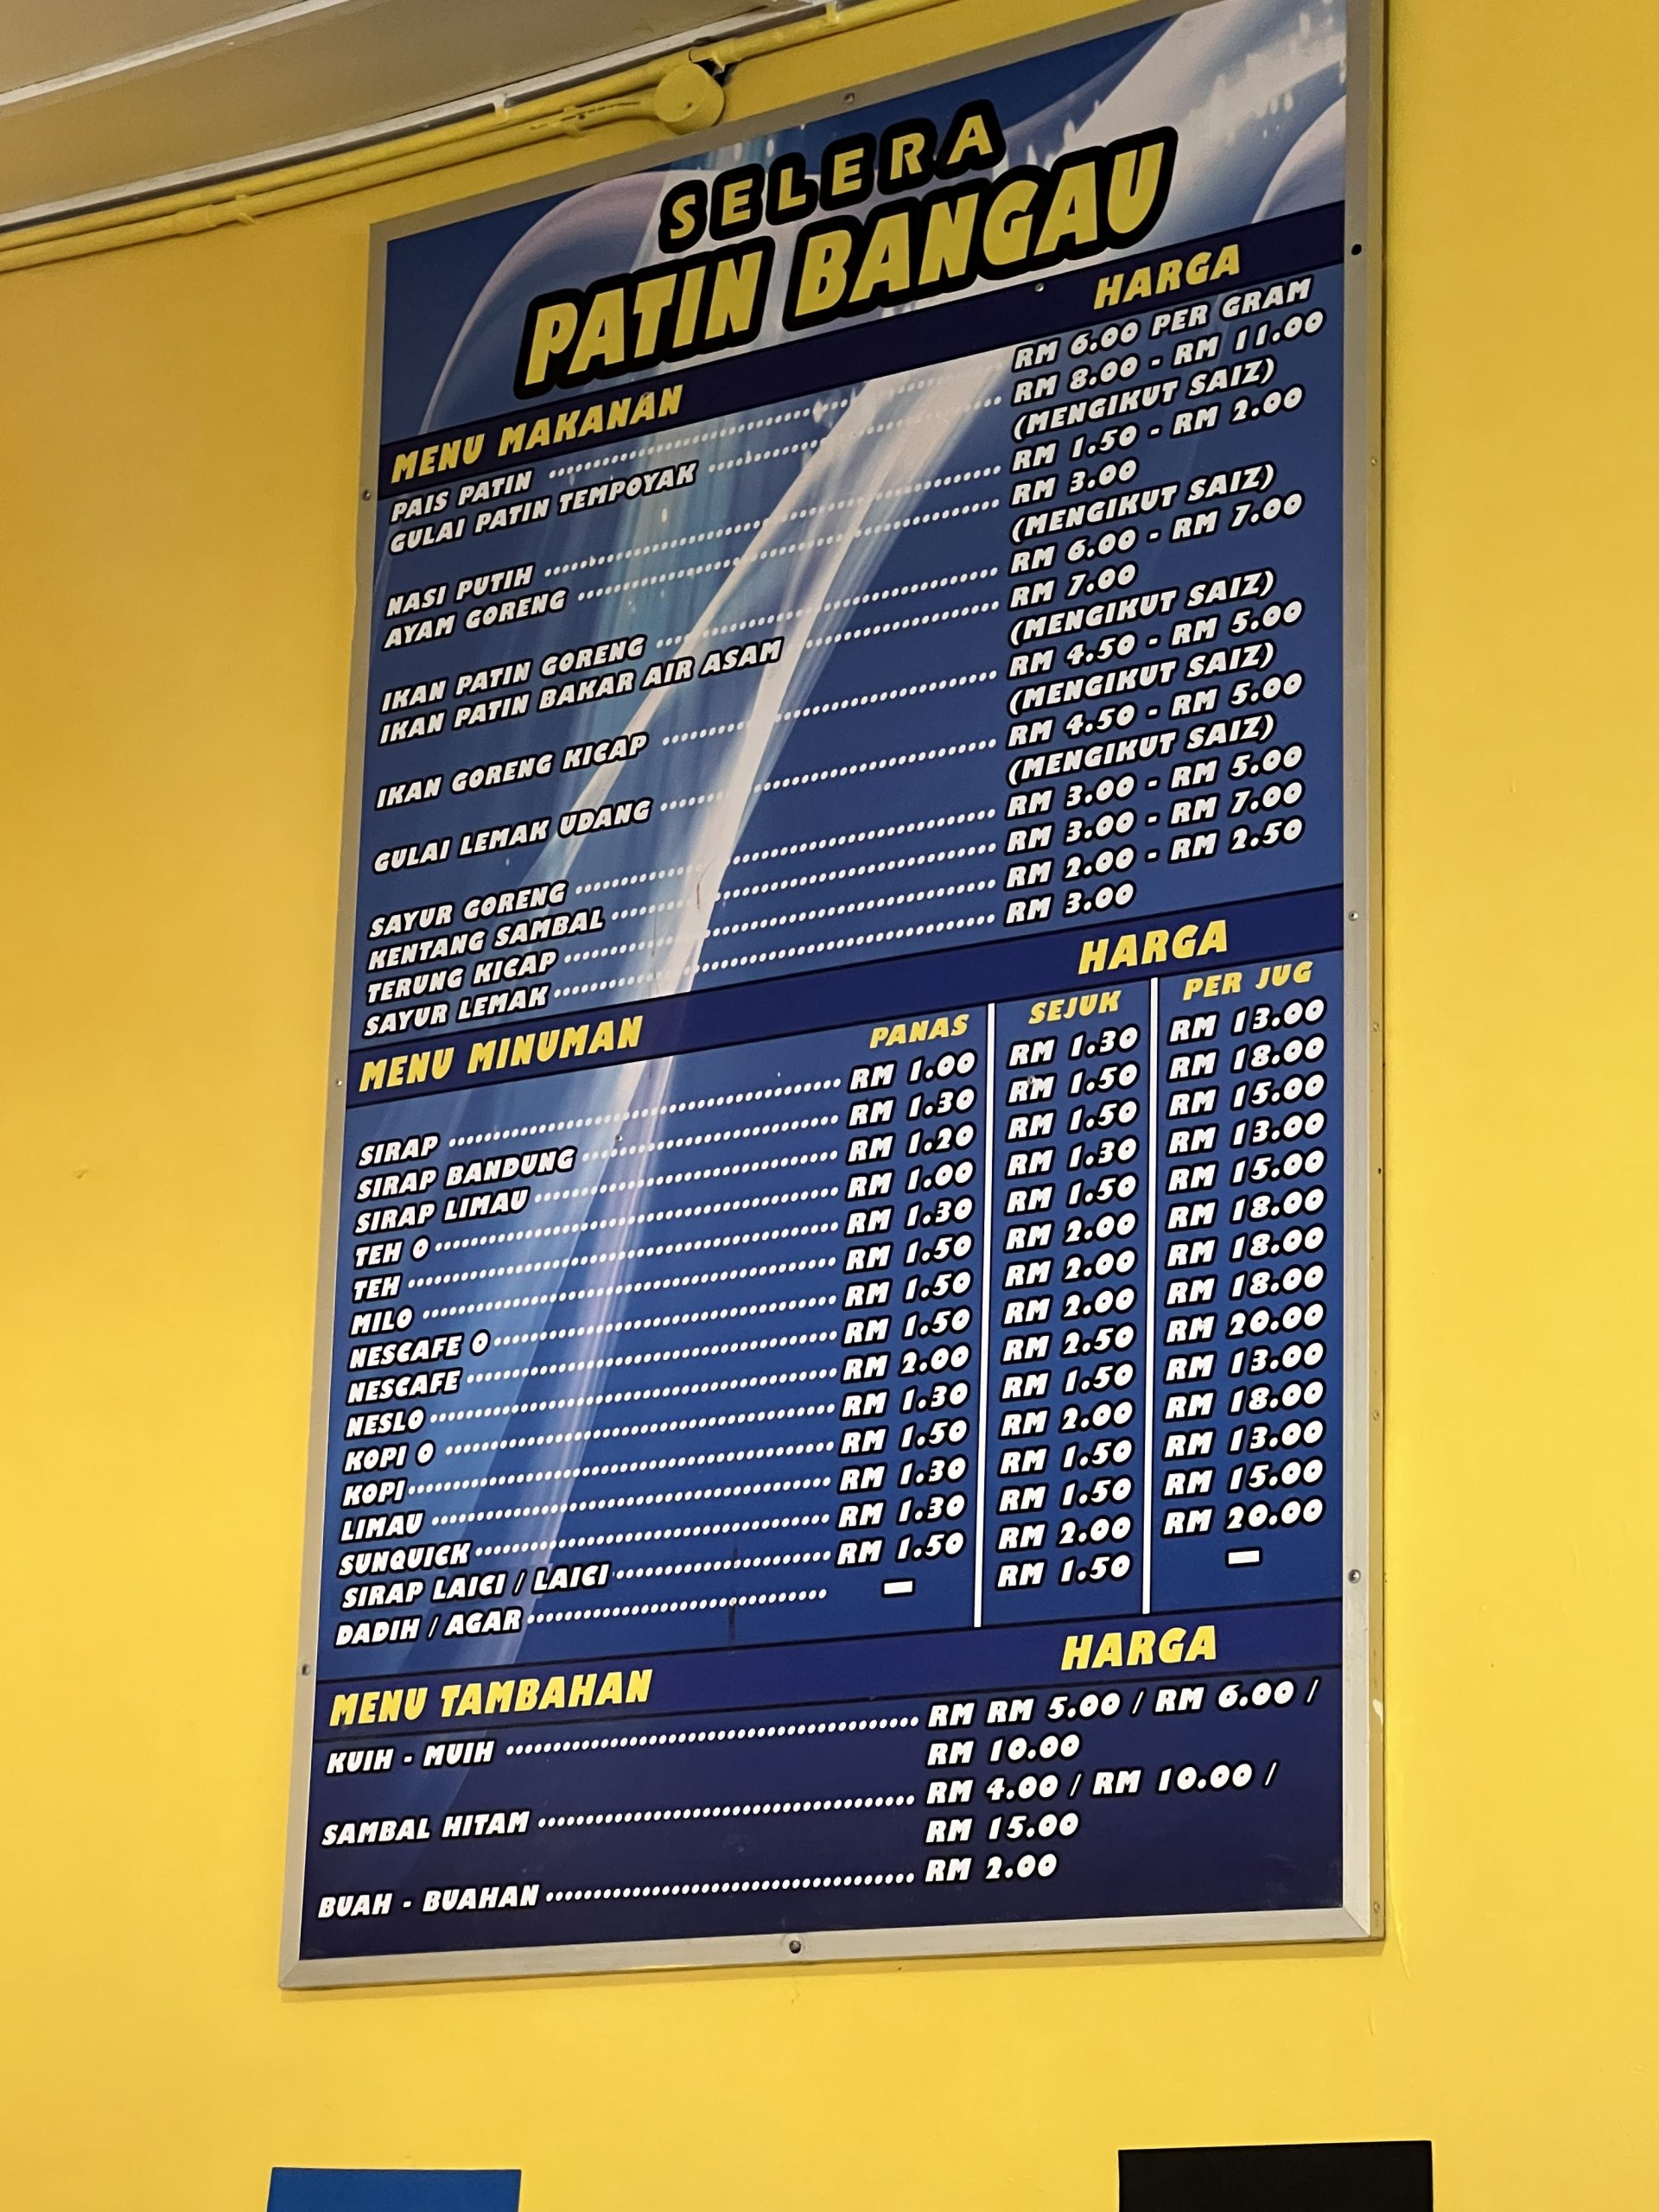 SELERA
PATIN BANGAU
MENU MAKANAN HARGA
PAIS PATIN RM 6.00 PER GRAM
GULAI PATIN TEMPOYAK RM 8.00 - RM 11.00
(MENGIKUT SAIZ)
NASI PUTIH RM 1.50 - RM 2.00
AYAM GORENG RM 3.00
(MENGIKUT SAIZ)
IKAN PATIN GORENG RM 6.00 - RM 7.00
IKAN PATIN BAKAR AIR ASAM RM 7.00
(MENGIKUT SAIZ)
IKAN GORENG KICAP RM 4.50 - RM 5.00
(MENGIKUT SAIZ)
GULAI LEMAK UDANG RM 4.50 - RM 5.00
(MENGIKUT SAIZ)
SAYUR GORENG RM 3.00 - RM 5.00
KENTANG SAMBAL RM 3.00 - RM 7.00
TERUNG KICAP RM 2.00 - RM 2.50
SAYUR LEMAK RM 3.00
MENU MINUMAN HARGA
PANAS SEJUK PER JUG
SIRAP RM 1.00 RM 1.30 RM 13.00
SIRAP BANDUNG RM 1.30 RM 1.50 RM 18.00
SIRAP LIMAU RM 1.20 RM 1.50 RM 15.00
TEH O RM 1.00 RM 1.30 RM 13.00
TEH RM 1.30 RM 1.50 RM 15.00
MILO RM 1.50 RM 2.00 RM 18.00
NESCAFE O RM 1.50 RM 2.00 RM 18.00
NESCAFE RM 1.50 RM 2.00 RM 18.00
NESLO RM 2.00 RM 2.50 RM 20.00
KOPI O RM 1.30 RM 1.50 RM 13.00
KOPI RM 1.50 RM 2.00 RM 18.00
LIMAU RM 1.30 RM 1.50 RM 13.00
SUNQUICK RM 1.30 RM 1.50 RM 15.00
SIRAP LAICI / LAICI RM 1.50 RM 2.00 RM 20.00
DADIH / AGAR - RM 1.50 -
MENU TAMBAHAN HARGA
KUIH - MUIH RM RM 5.00 / RM 6.00 /
RM 10.00
SAMBAL HITAM RM 4.00 / RM 10.00 /
RM 15.00
BUAH - BUAHAN RM 2.00